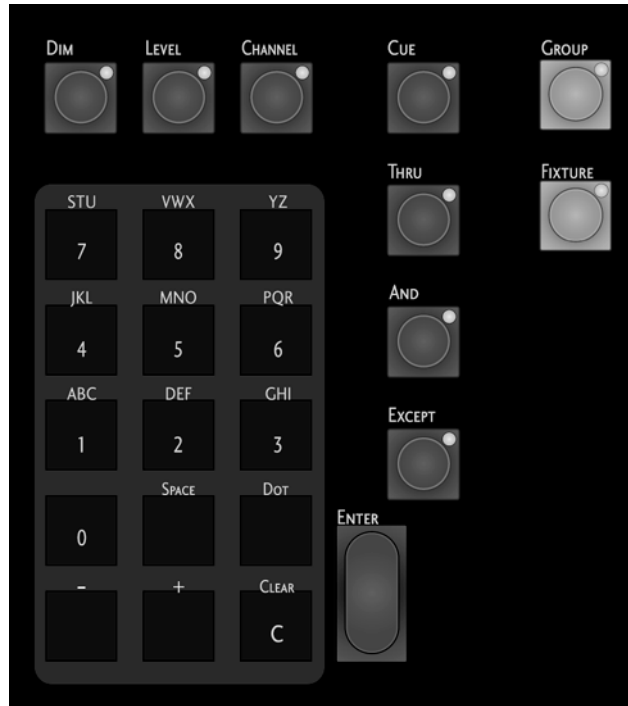 DIM LEVEL CHANNEL CUE GROUP
THRU FIXTURE
STU VWX YZ
7 8 9
AND
JKL MNO PQR
4 5 6
ABC DEF GHI
EXCEPT
1 2 3
SPACE DOT
ENTER
0
- + CLEAR
C